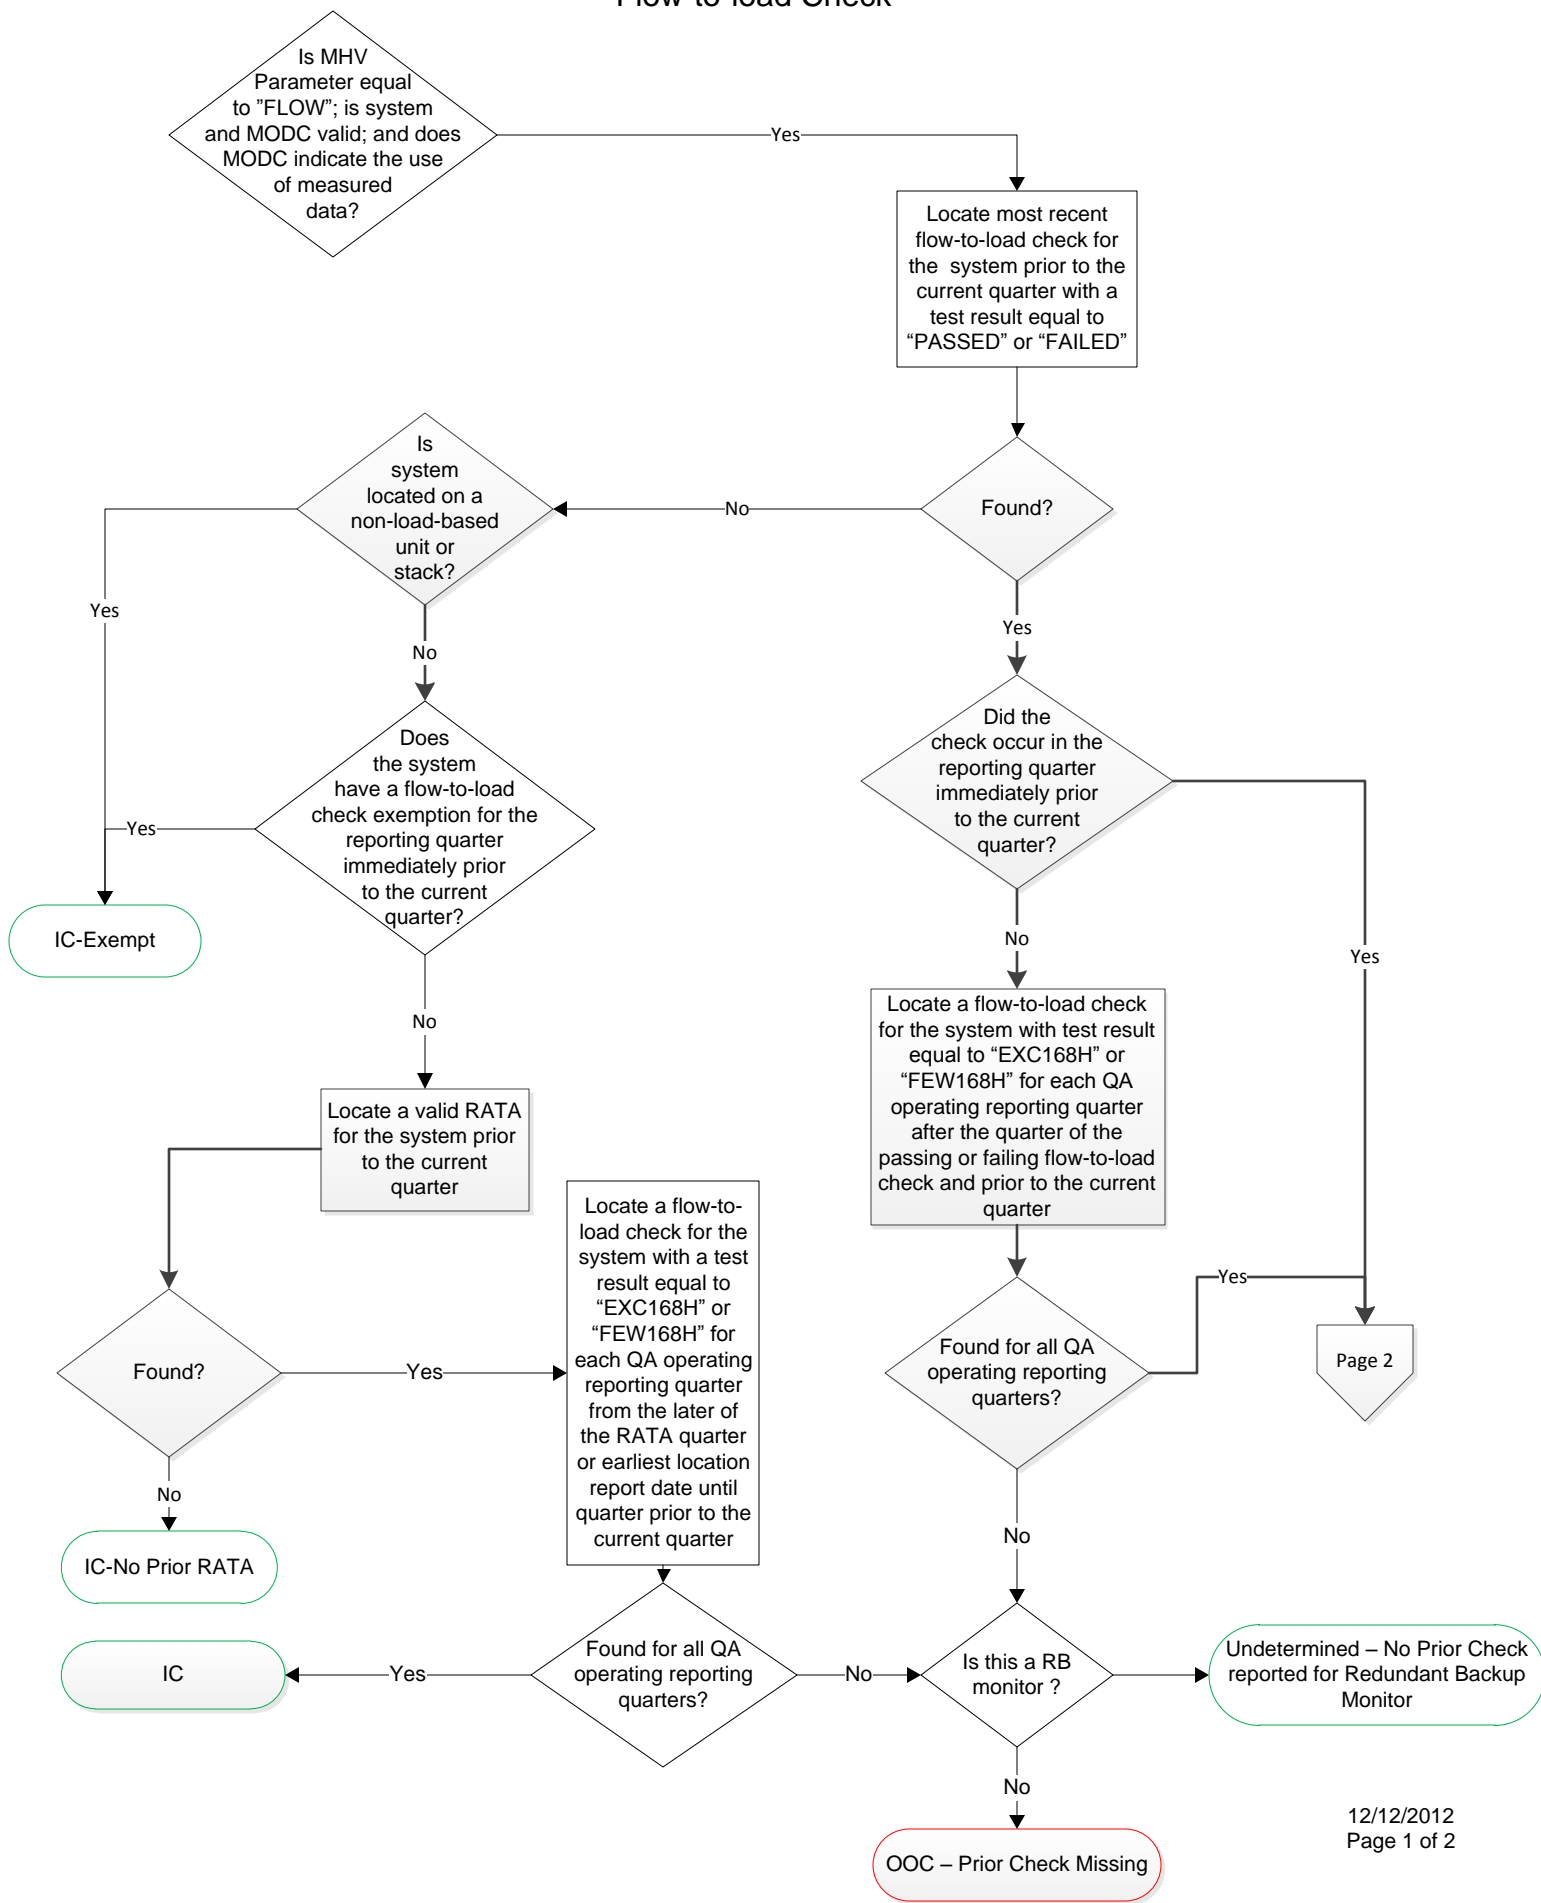 Flow-to-load Check
Is MHV
Parameter equal
to ”FLOW”; is system
and MODC valid; and does
MODC indicate the use
of measured
data?
Yes
Locate most recent
flow-to-load check for
the system prior to the
current quarter with a
test result equal to
“PASSED” or “FAILED”
Found?
No
Is
system
located on a
non-load-based
unit or
stack?
Yes
No
Yes
Does
the system
have a flow-to-load
check exemption for the
reporting quarter
immediately prior
to the current
quarter?
Yes
IC-Exempt
No
Did the
check occur in the
reporting quarter
immediately prior
to the current
quarter?
No
Yes
Locate a flow-to-load check
for the system with test result
equal to “EXC168H” or
“FEW168H” for each QA
operating reporting quarter
after the quarter of the
passing or failing flow-to-load
check and prior to the current
quarter
Locate a valid RATA
for the system prior
to the current
quarter
Found?
Yes
No
IC-No Prior RATA
Locate a flow-to-
load check for the
system with a test
result equal to
“EXC168H” or
“FEW168H” for
each QA operating
reporting quarter
from the later of
the RATA quarter
or earliest location
report date until
quarter prior to the
current quarter
Found for all QA
operating reporting
quarters?
Yes
Page 2
No
Found for all QA
operating reporting
quarters?
Yes
IC
No
Is this a RB
monitor ?
Undetermined – No Prior Check
reported for Redundant Backup
Monitor
No
OOC – Prior Check Missing
12/12/2012
Page 1 of 2